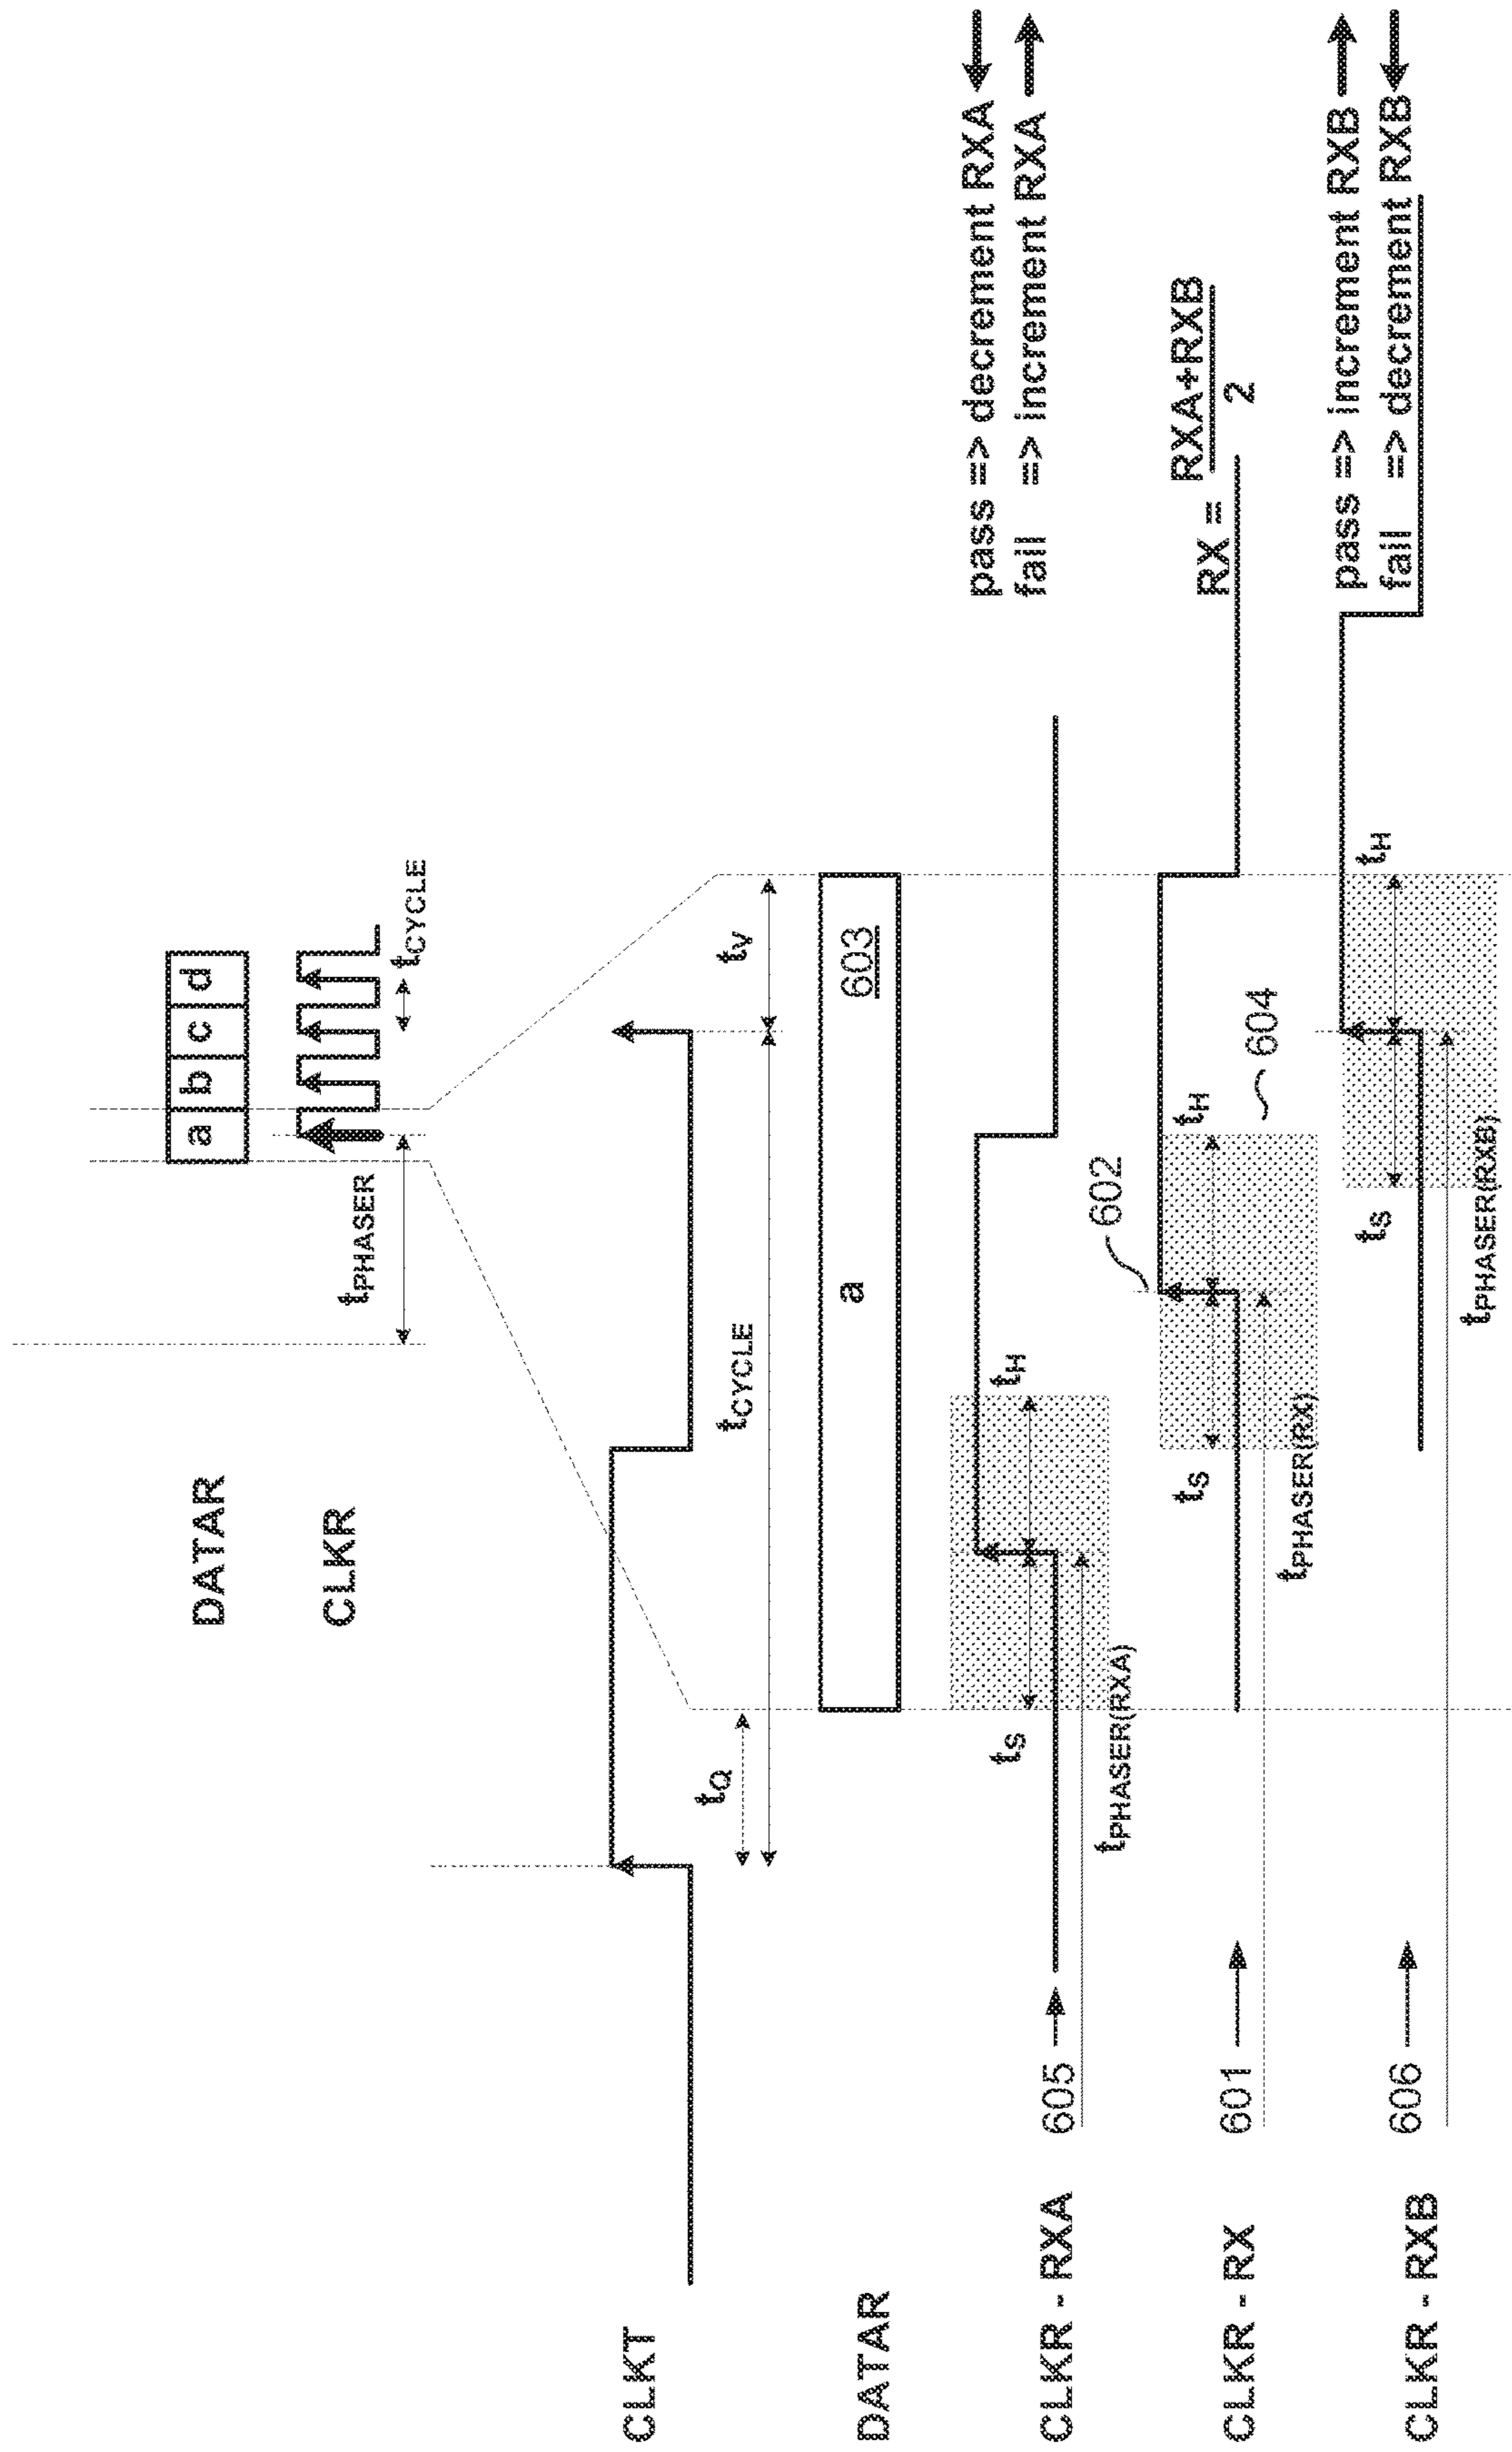 DATAR
a b c d
CLKR
tPHASER
tCYCLE
CLKT
tQ
tCYCLE
tV
DATAR
a
603
CLKR - RXA
605
tS
tH
tPHASER(RXA)
pass => decrement RXA
fail => increment RXA
CLKR - RX
601
602
tS
tH
604
tPHASER(RX)
RX = RXA+RXB
2
CLKR - RXB
606
tS
tH
tPHASER(RXB)
pass => increment RXB
fail => decrement RXB